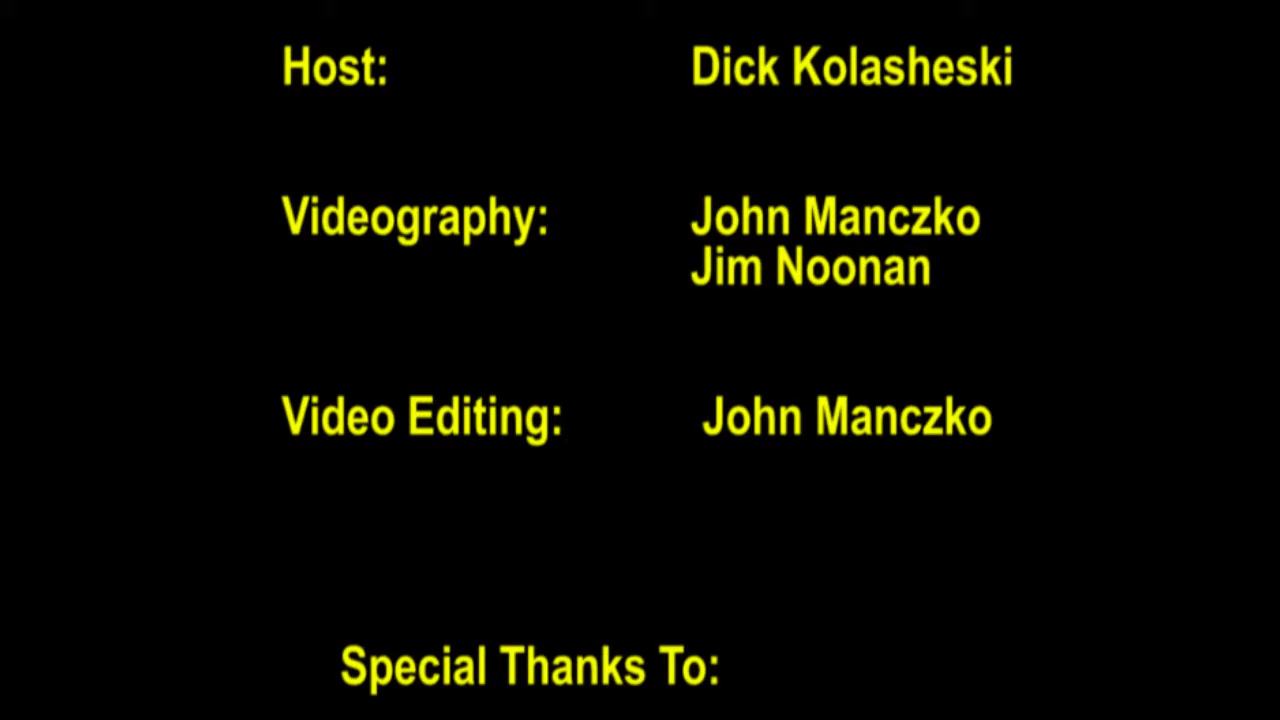 Host: Dick Kolasheski
Videography: John Manczko
Jim Noonan
Video Editing: John Manczko
Special Thanks To: